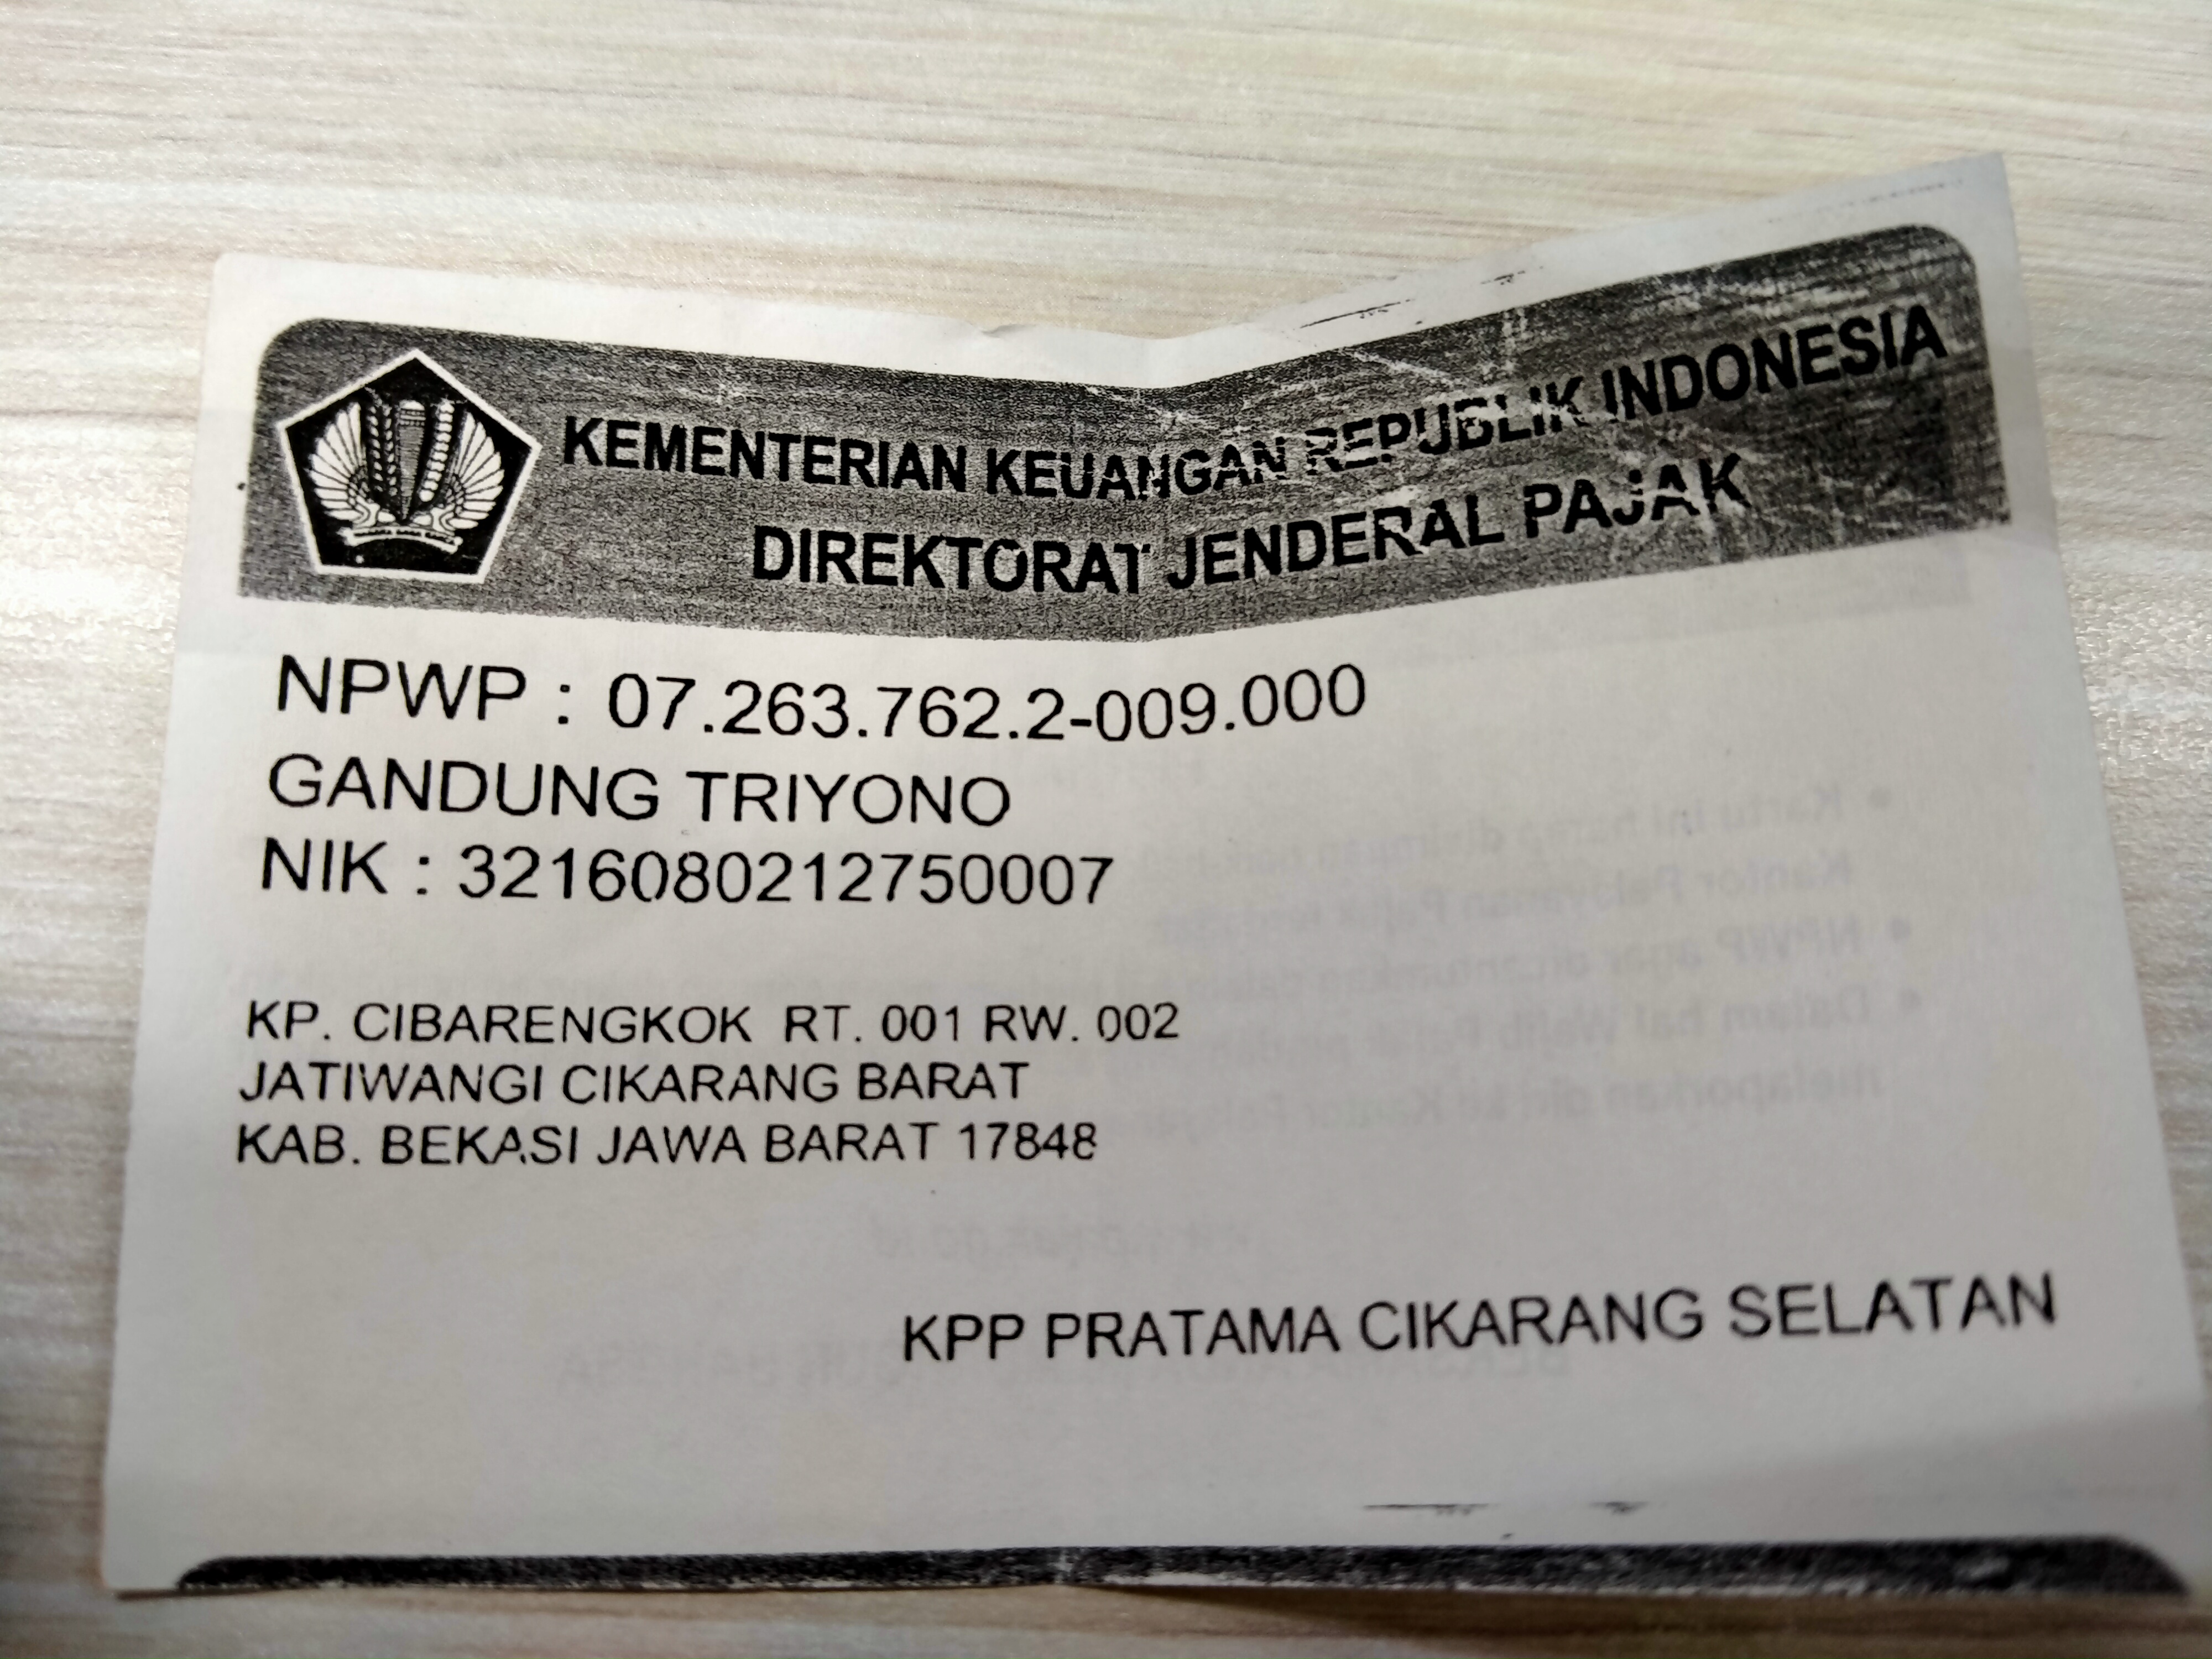 KEMENTERIAN KEUANGAN REPUBLIK INDONESIA
DIREKTORAT JENDERAL PAJAK
NPWP : 07.263.762.2-009.000
GANDUNG TRIYONO
NIK : 3216080212750007
KP. CIBARENGKOK RT. 001 RW. 002
JATIWANGI CIKARANG BARAT
KAB. BEKASI JAWA BARAT 17848
KPP PRATAMA CIKARANG SELATAN